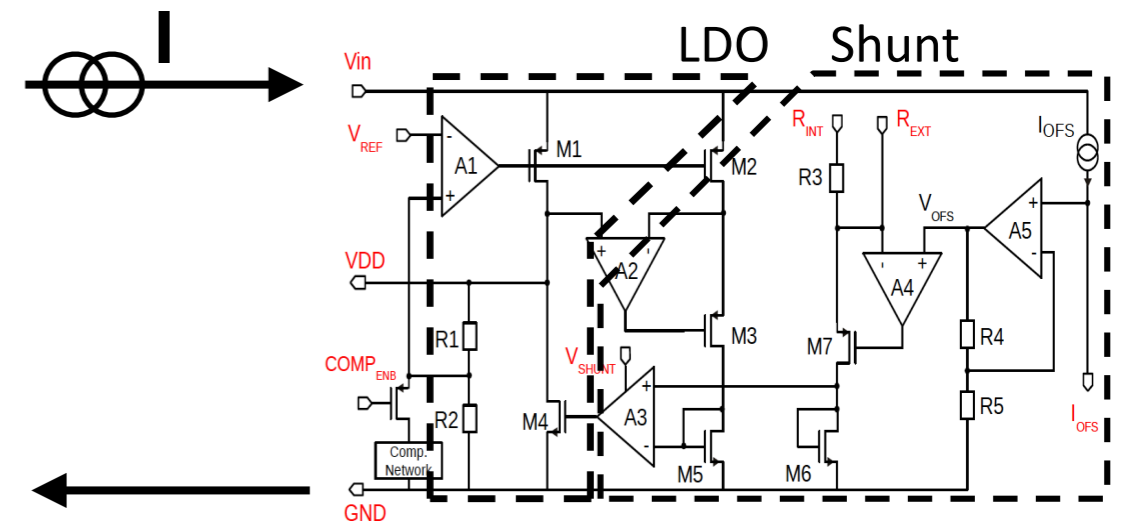 I
LDO Shunt
Vin
VREF
A1
M1
M2
RINT
REXT
IOFS
R3
VOFS
A5
A2
A4
VDD
R1
M3
M7
R4
COMPENB
VSHUNT
R2
M4
A3
R5
IOFS
Comp.
Network
M5
M6
GND
+
-
+
-
-
+
+
-
+
-